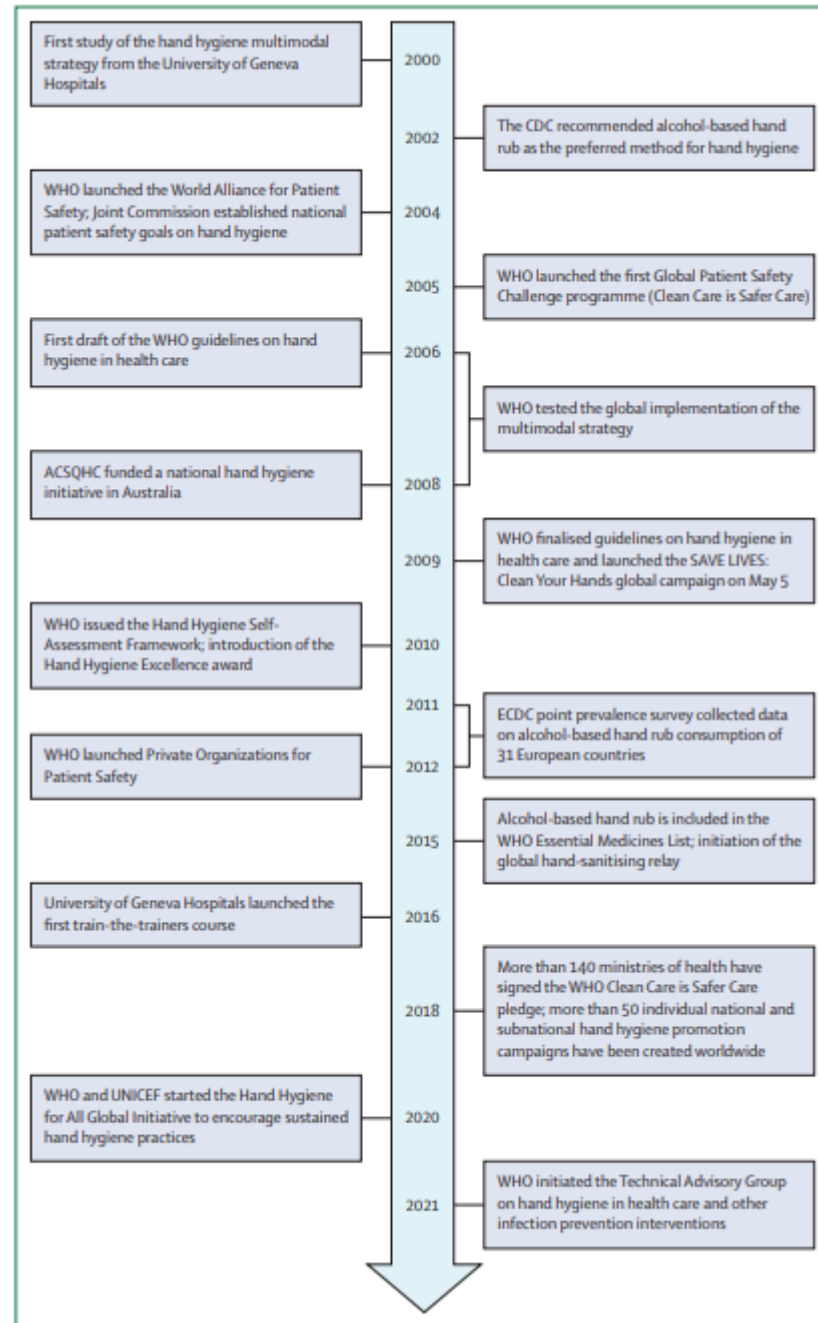 First study of the hand hygiene multimodal
strategy from the University of Geneva
Hospitals
2000
2002
The CDC recommended alcohol-based hand
rub as the preferred method for hand hygiene
WHO launched the World Alliance for Patient
Safety; Joint Commission established national
patient safety goals on hand hygiene
2004
2005
WHO launched the first Global Patient Safety
Challenge programme (Clean Care is Safer Care)
First draft of the WHO guidelines on hand
hygiene in health care
2006
WHO tested the global implementation of the
multimodal strategy
ACSQHC funded a national hand hygiene
initiative in Australia
2008
2009
WHO finalised guidelines on hand hygiene in
health care and launched the SAVE LIVES:
Clean Your Hands global campaign on May 5
WHO issued the Hand Hygiene Self-
Assessment Framework; introduction of the
Hand Hygiene Excellence award
2010
2011
ECDC point prevalence survey collected data
on alcohol-based hand rub consumption of
31 European countries
WHO launched Private Organizations for
Patient Safety
2012
2015
Alcohol-based hand rub is included in the
WHO Essential Medicines List; initiation of the
global hand-sanitising relay
University of Geneva Hospitals launched the
first train-the-trainers course
2016
2018
More than 140 ministries of health have
signed the WHO Clean Care is Safer Care
pledge; more than 50 individual national and
subnational hand hygiene promotion
campaigns have been created worldwide
WHO and UNICEF started the Hand Hygiene
for All Global Initiative to encourage sustained
hand hygiene practices
2020
2021
WHO initiated the Technical Advisory Group
on hand hygiene in health care and other
infection prevention interventions